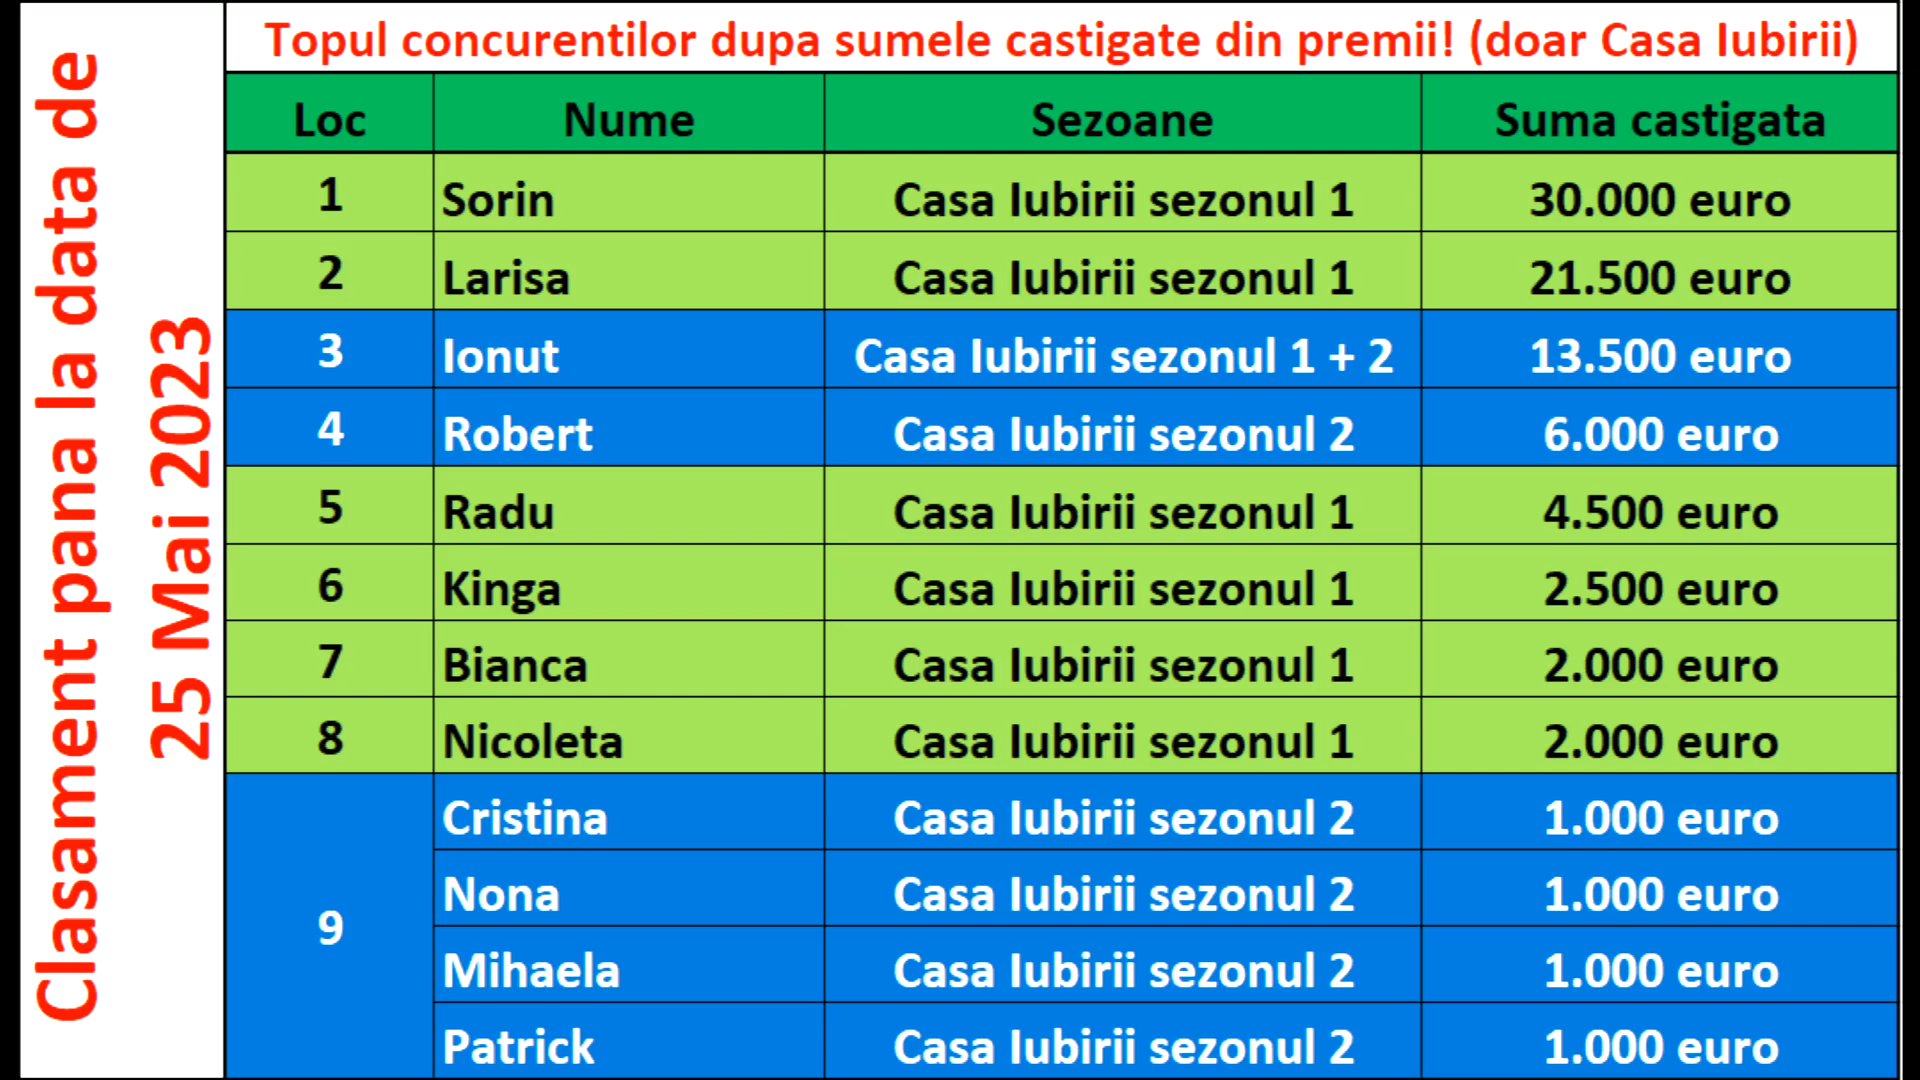 Clasament pana la data de
25 Mai 2023
Topul concurentilor dupa sumele castigate din premii! (doar Casa Iubirii)
Loc Nume Sezoane Suma castigata
1 Sorin Casa Iubirii sezonul 1 30.000 euro
2 Larisa Casa Iubirii sezonul 1 21.500 euro
3 Ionut Casa Iubirii sezonul 1 + 2 13.500 euro
4 Robert Casa Iubirii sezonul 2 6.000 euro
5 Radu Casa Iubirii sezonul 1 4.500 euro
6 Kinga Casa Iubirii sezonul 1 2.500 euro
7 Bianca Casa Iubirii sezonul 1 2.000 euro
8 Nicoleta Casa Iubirii sezonul 1 2.000 euro
9 Cristina Casa Iubirii sezonul 2 1.000 euro
Nona Casa Iubirii sezonul 2 1.000 euro
Mihaela Casa Iubirii sezonul 2 1.000 euro
Patrick Casa Iubirii sezonul 2 1.000 euro